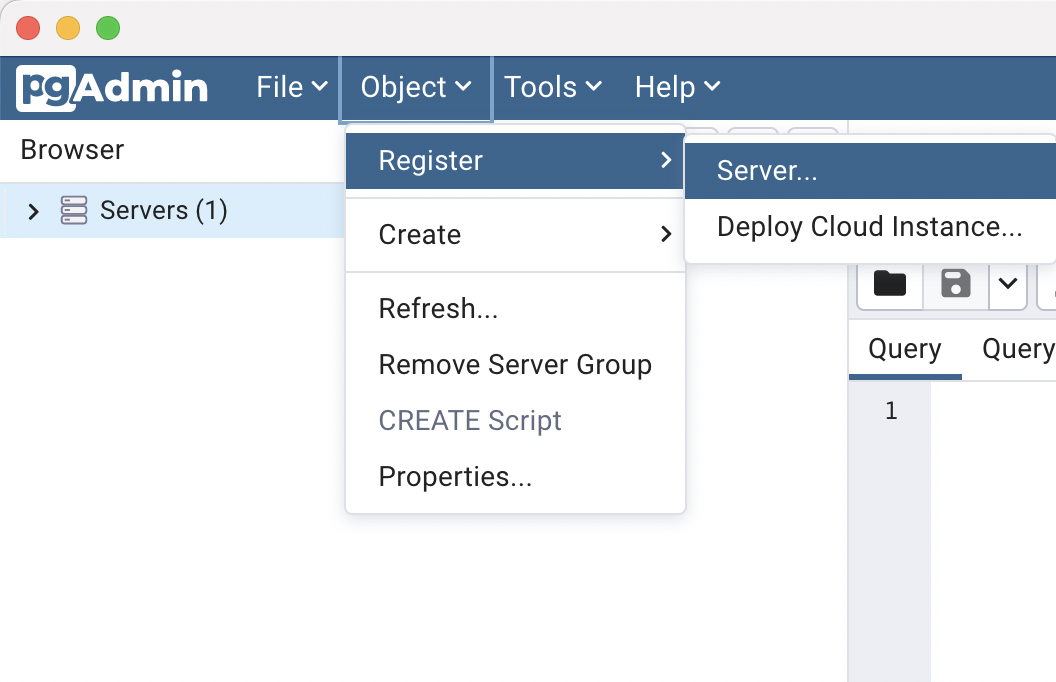 pgAdmin File Object Tools Help
Browser
Servers (1)
Register
Create
Refresh...
Remove Server Group
CREATE Script
Properties...
Server...
Deploy Cloud Instance...
Query Query
1